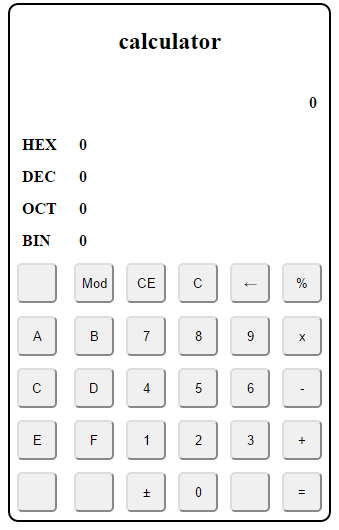 calculator
0
HEX 0
DEC 0
OCT 0
BIN 0
Mod CE C ← %
A B 7 8 9 x
C D 4 5 6 -
E F 1 2 3 +
± 0 =